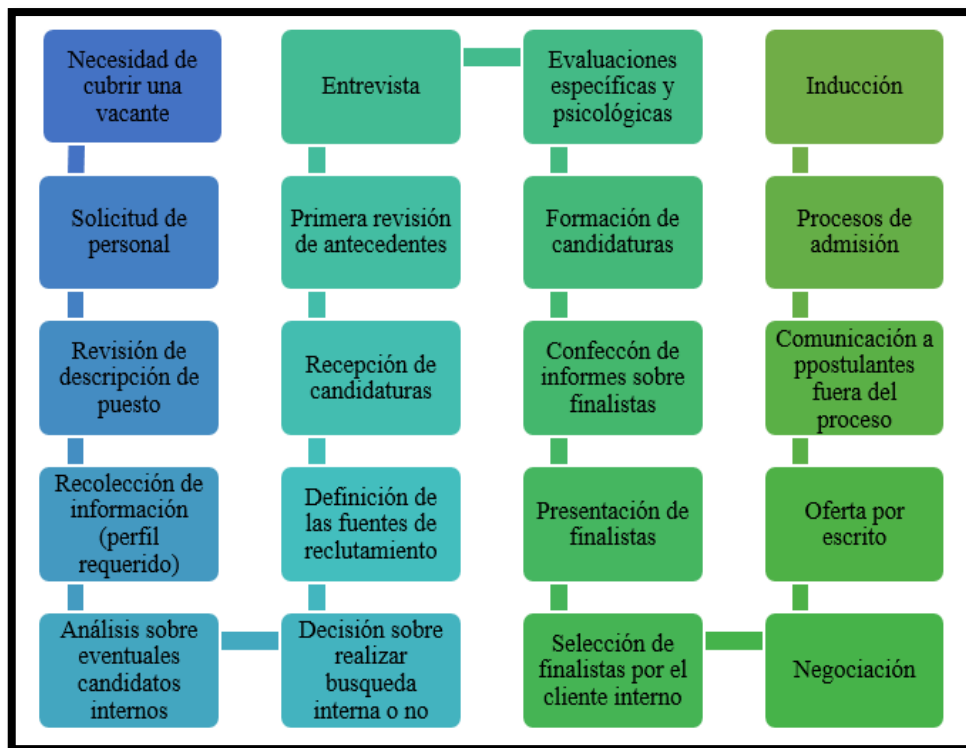 Necesidad de
cubrir una
vacante
Solicitud de
personal
Revisión de
descripción de
puesto
Recolección de
información
(perfil
requerido)
Análisis sobre
eventuales
candidatos
internos
Decisión sobre
realizar
busqueda
interna o no
Definición de
las fuentes de
reclutamiento
Recepción de
candidaturas
Primera revisión
de antecedentes
Entrevista
Evaluaciones
específicas y
psicológicas
Formación de
candidaturas
Confeccón de
informes sobre
finalistas
Presentación de
finalistas
Selección de
finalistas por el
cliente interno
Negociación
Oferta por
escrito
Comunicación a
ppostulantes
fuera del
proceso
Procesos de
admisión
Inducción